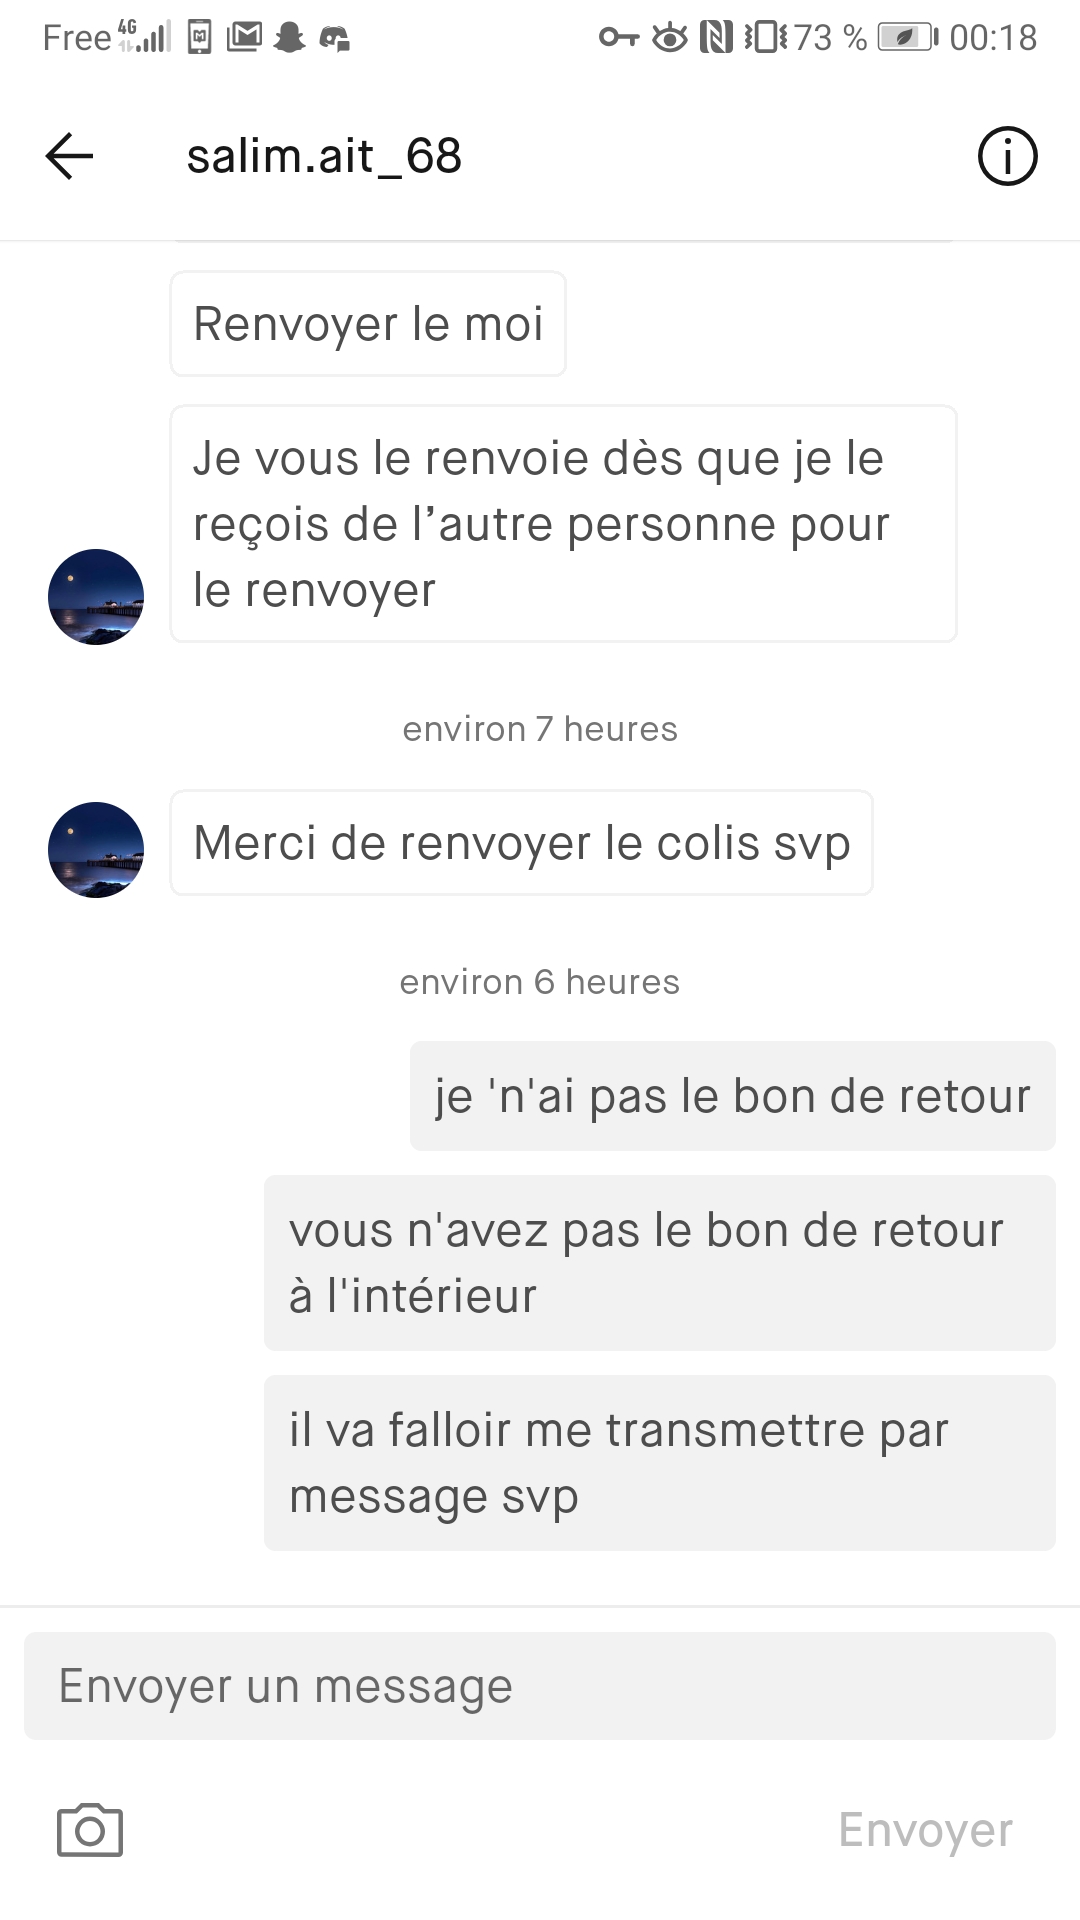 Free 4G 73 % 00:18
salim.ait_68
Renvoyer le moi
Je vous le renvoie dès que je le
reçois de l’autre personne pour
le renvoyer
environ 7 heures
Merci de renvoyer le colis svp
environ 6 heures
je 'n'ai pas le bon de retour
vous n'avez pas le bon de retour
à l'intérieur
il va falloir me transmettre par
message svp
Envoyer un message
Envoyer